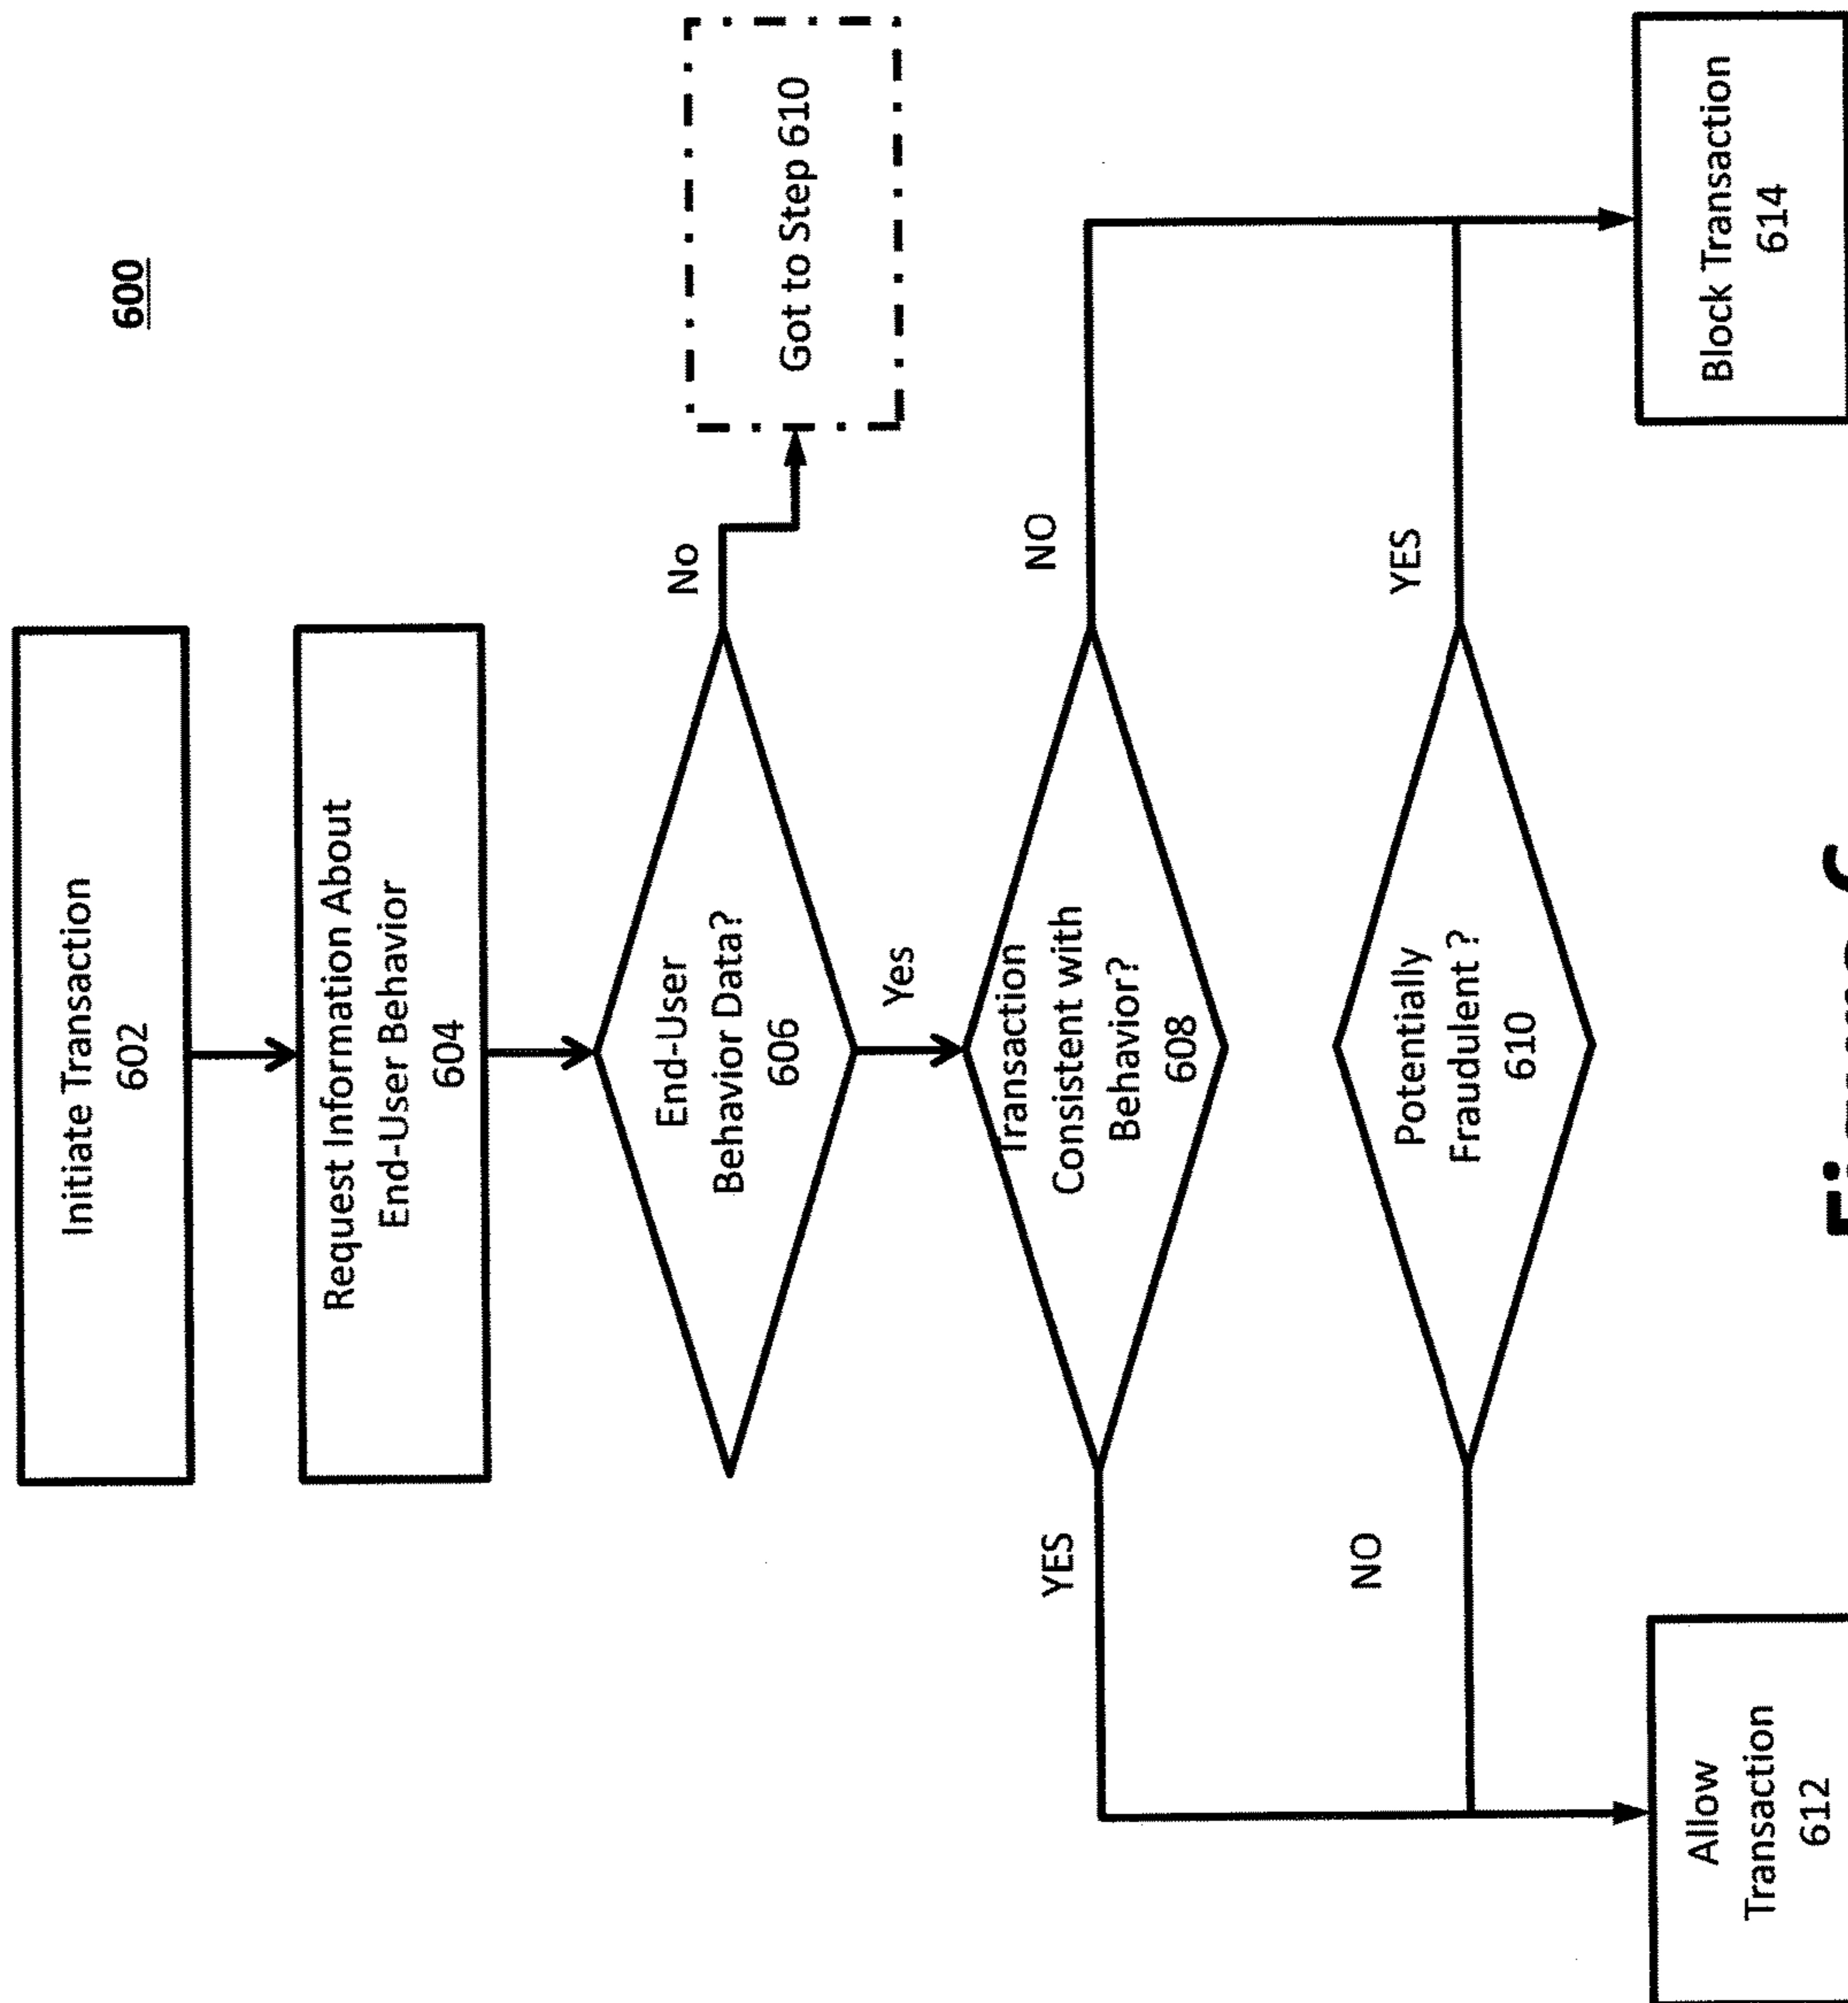 600
Initiate Transaction
602
Request Information About
End-User Behavior
604
End-User
Behavior Data?
606
No
Got to Step 610
Yes
Transaction
Consistent with
Behavior?
608
YES
NO
Potentially
Fraudulent ?
610
NO
YES
Allow
Transaction
612
Block Transaction
614